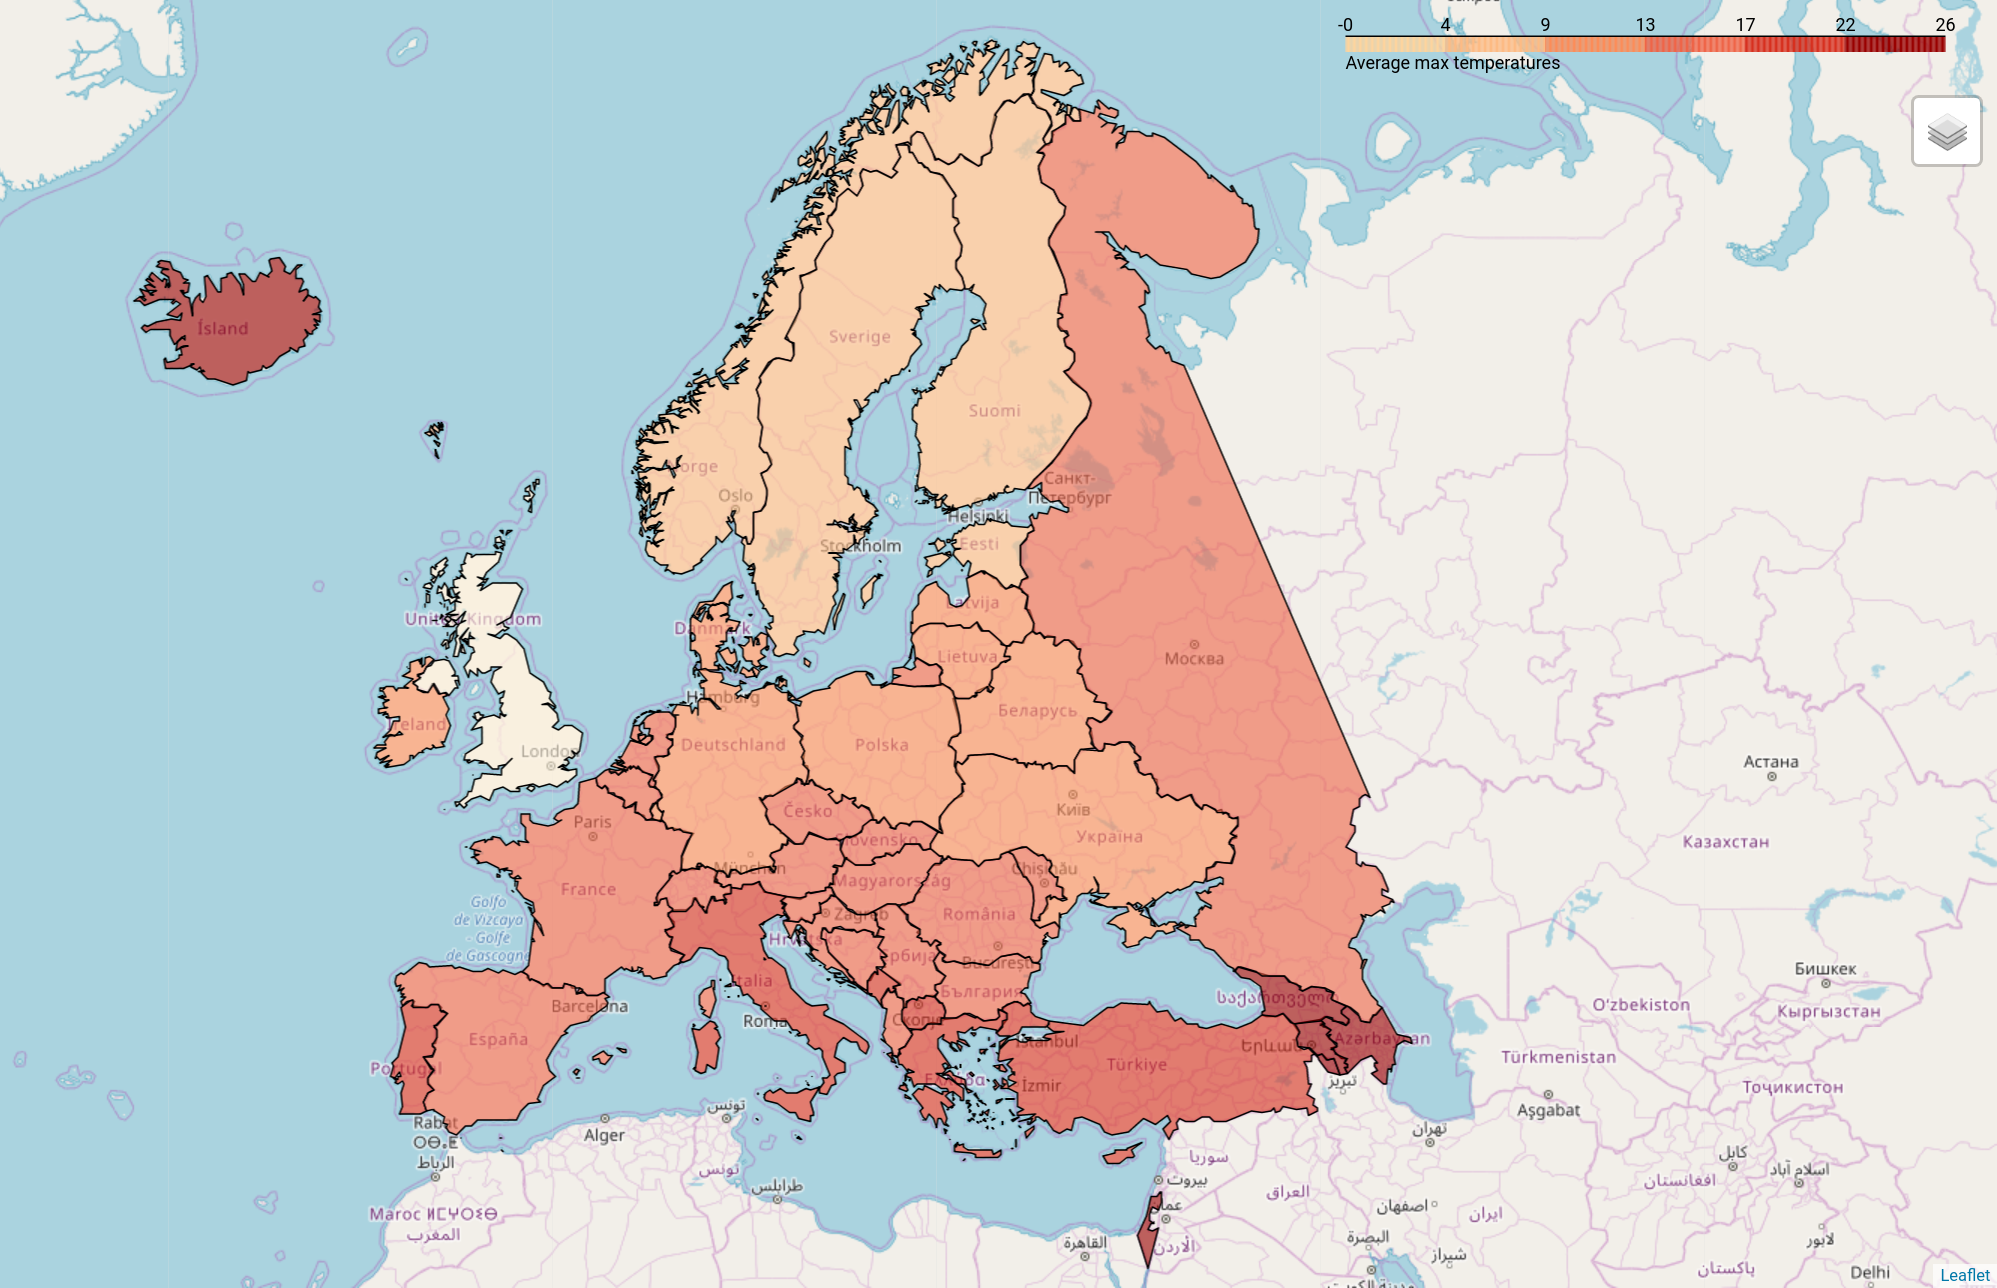 -0 4 9 13 17 22 26
Average max temperatures
Ísland
Sverige
Suomi
Norge
Oslo
Санкт-
Петербург
Helsinki
Stockholm
Eesti
Latvija
United Kingdom
Danmark
Lietuva
Москва
Hamburg
Ireland
Беларусь
Deutschland
Polska
London
Астана
Česko
Київ
Paris
Україна
Slovensko
Казахстан
München
Chișinău
Magyarország
France
Golfo
de Vizcaya
- Golfe
de Gascogne
Zagreb
România
Hrvatska
București
Бишкек
Italia
България
საქართველო
Barcelona
Oʻzbekiston
Кыргызстан
Roma
Скопје
España
İstanbul
Երևան
Azərbaycan
Türkiye
Türkmenistan
Portugal
Ελλάδα
İzmir
تبریز
Тоҷикистон
تونس
Aşgabat
Rabat
ⵔⴱⴰⵟ
الرباط
Alger
تهران
کابل
سوريا
اسلام آباد
تونس
بيروت
افغانستان
طرابلس
العراق
عمان
اصفهان
ایران
Maroc ⵍⵎⵖⵔⵉⴱ
المغرب
القاهرة
الأردن
البصرة
شیراز
لاہور
پاکستان
Delhi
مدينة الكويت
Leaflet